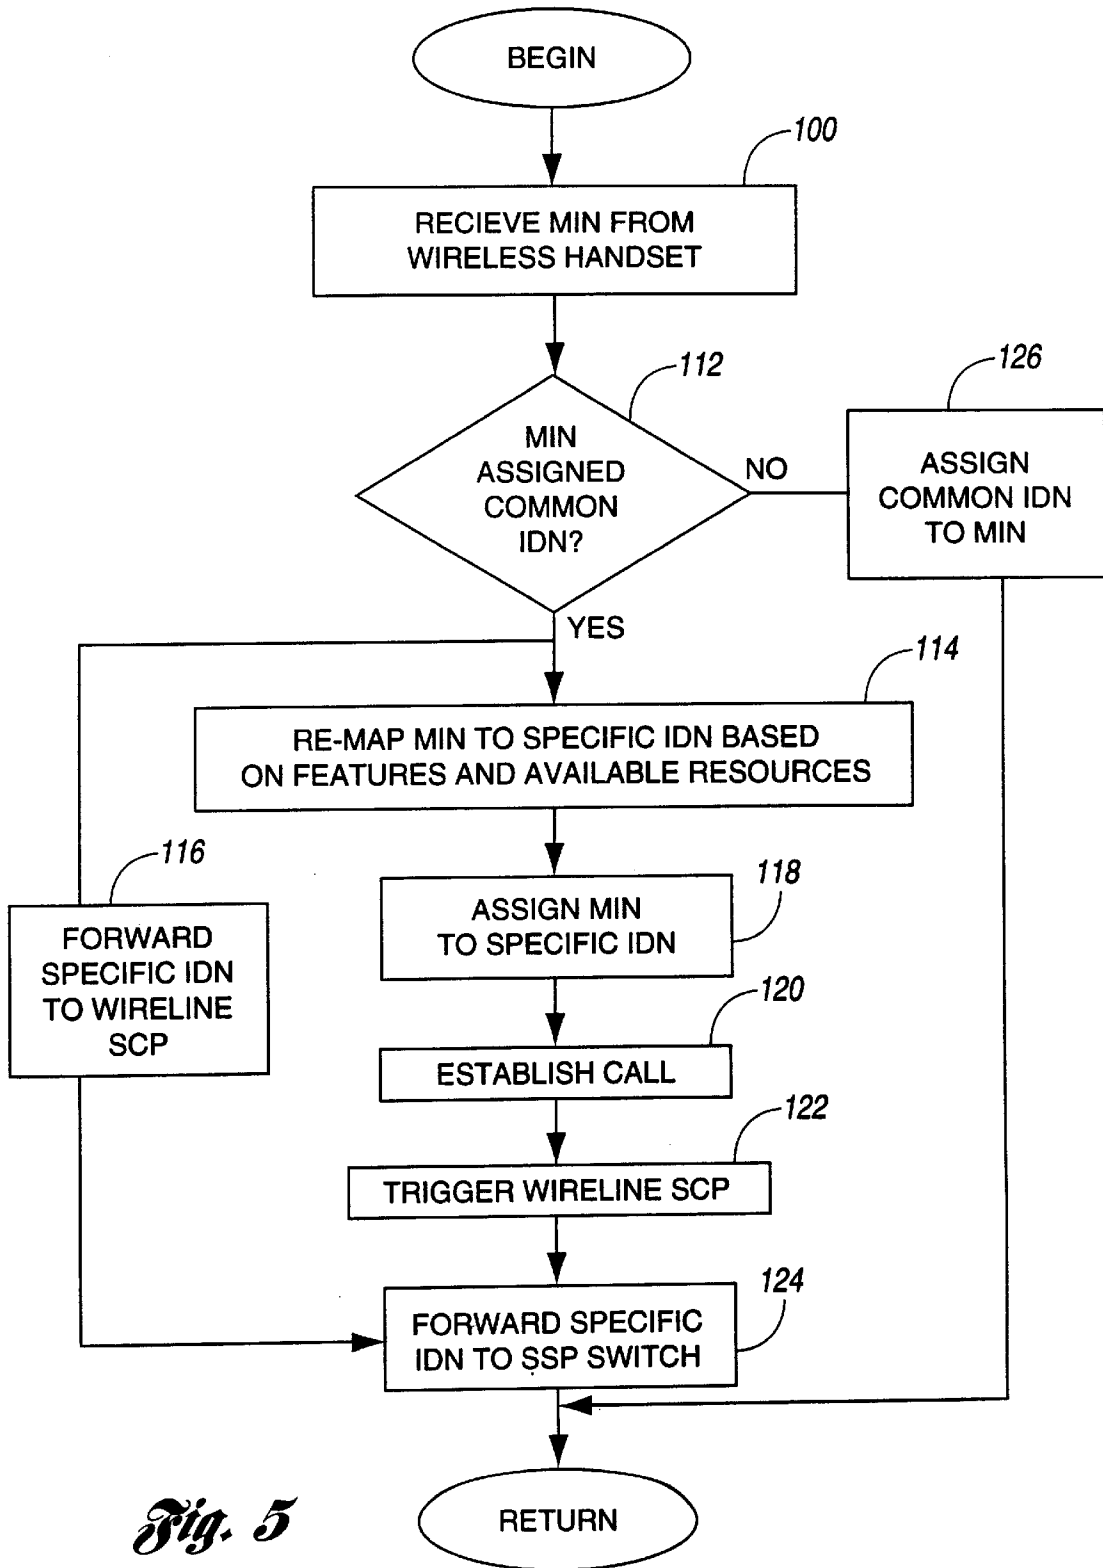 BEGIN
100
RECIEVE MIN FROM
WIRELESS HANDSET
112
MIN
ASSIGNED
COMMON
IDN?
NO
126
ASSIGN
COMMON IDN
TO MIN
YES
114
RE-MAP MIN TO SPECIFIC IDN BASED
ON FEATURES AND AVAILABLE RESOURCES
116
FORWARD
SPECIFIC IDN
TO WIRELINE
SCP
118
ASSIGN MIN
TO SPECIFIC IDN
120
ESTABLISH CALL
122
TRIGGER WIRELINE SCP
124
FORWARD SPECIFIC
IDN TO SSP SWITCH
RETURN
Fig. 5